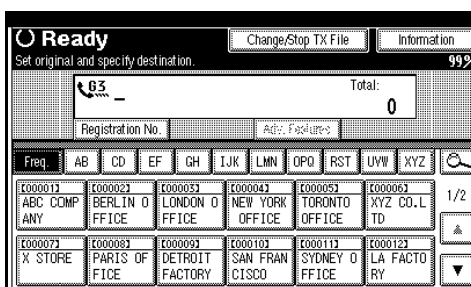 Ready
Change/Stop TX File
Information
Set original and specify destination.
99%
G3
Total:
0
Registration No.
Adv. Features
Freq. AB CD EF GH IJK LMN OPQ RST UVW XYZ
[00001] [00002] [00003] [00004] [00005] [00006]
ABC COMP BERLIN O LONDON O NEW YORK TORONTO XYZ CO.L
ANY FFICE FFICE OFFICE OFFICE TD
1/2
[00007] [00008] [00009] [00010] [00011] [00012]
X STORE PARIS OF DETROIT SAN FRAN SYDNEY O LA FACTO
FICE FACTORY CISCO FFICE RY